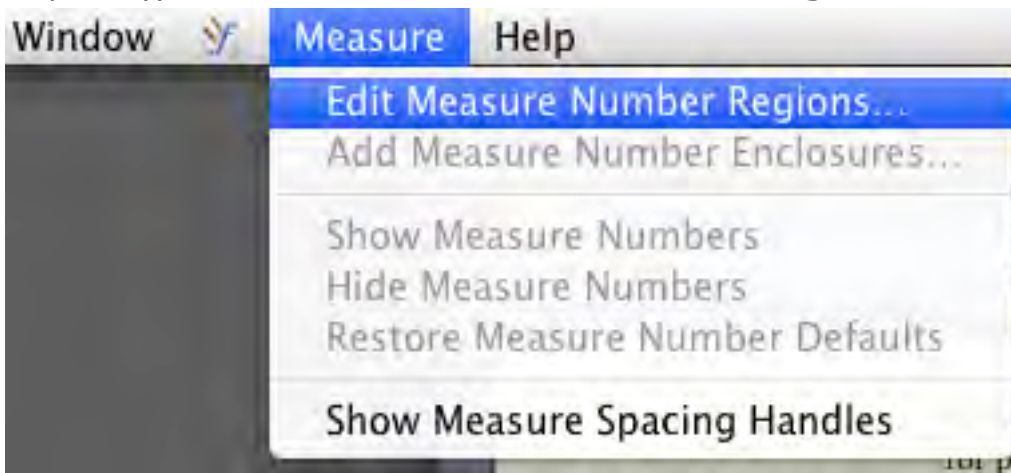 Window Measure Help
Edit Measure Number Regions...
Add Measure Number Enclosures...
Show Measure Numbers
Hide Measure Numbers
Restore Measure Number Defaults
Show Measure Spacing Handles